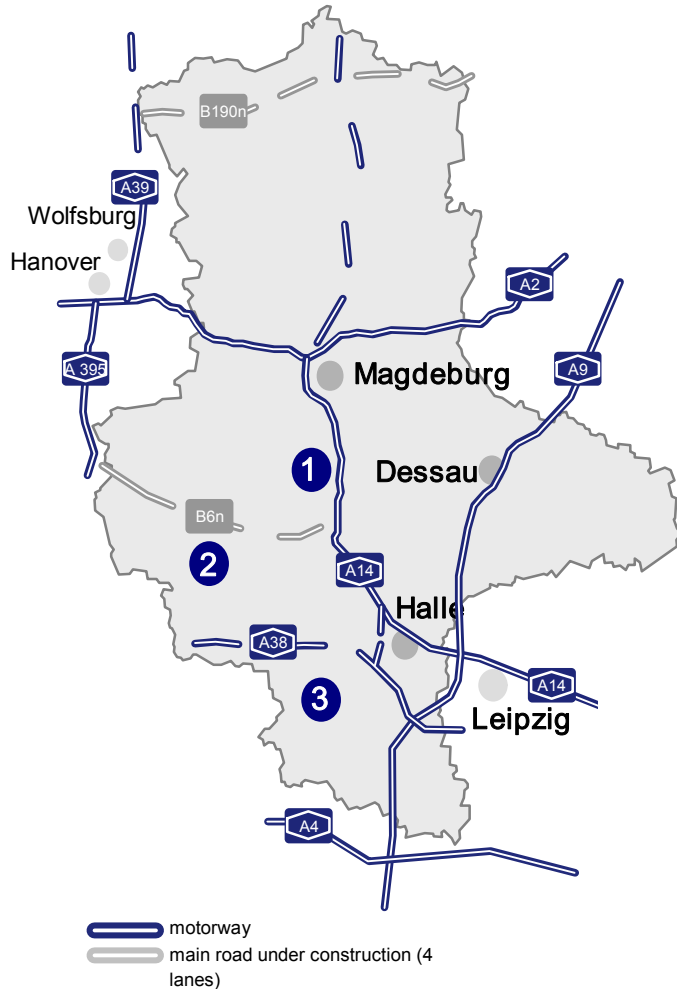 B190n
A39
Wolfsburg
Hanover
A2
A 395
Magdeburg
A9
1
Dessau
B6n
2
A14
Halle
A38
3
A14
Leipzig
A4
motorway
main road under construction (4
lanes)